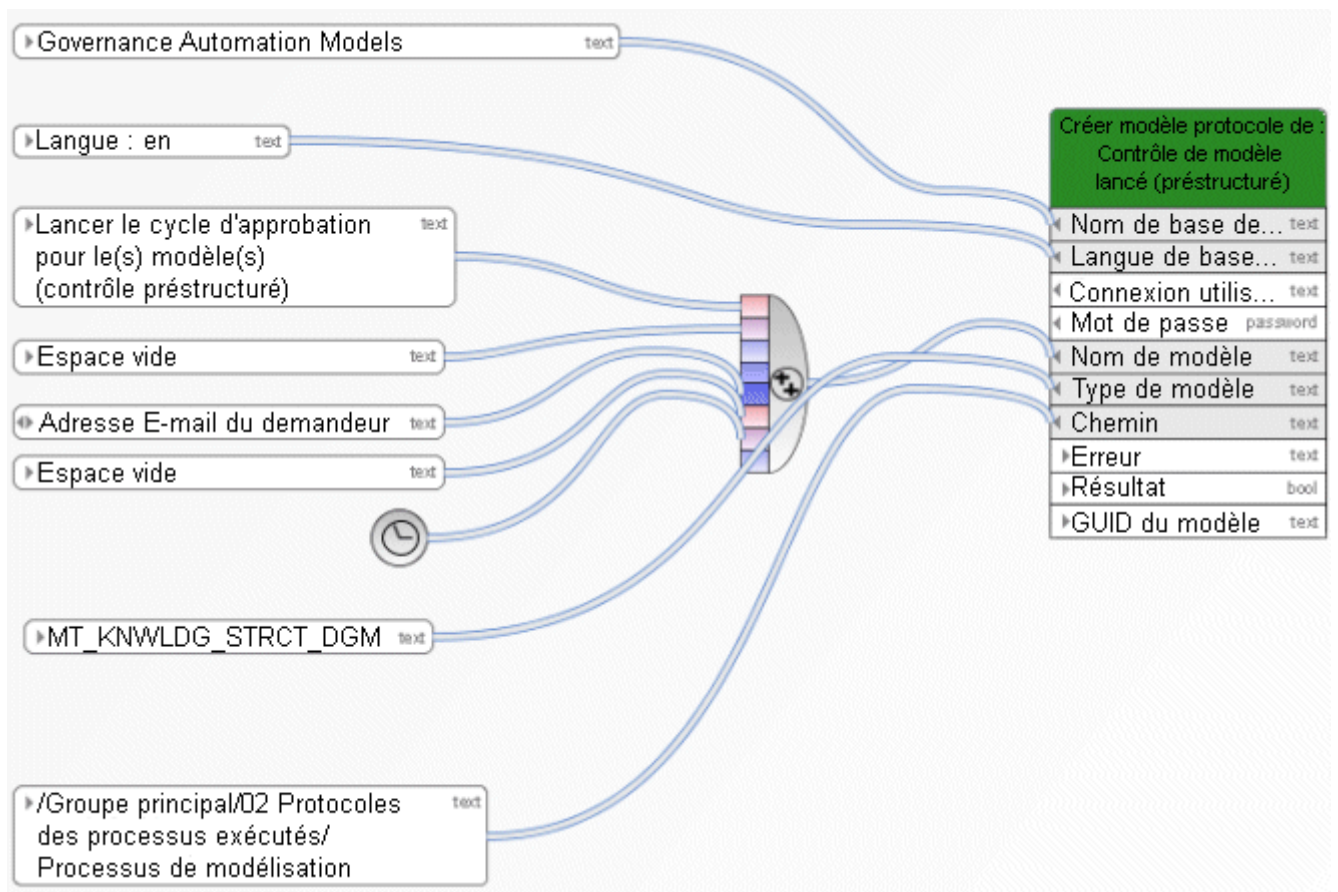 Governance Automation Models text
Langue : en text
Lancer le cycle d'approbation text
pour le(s) modèle(s)
(contrôle préstructuré)
Espace vide text
Adresse E-mail du demandeur text
Espace vide text
MT_KNWLDG_STRCT_DGM text
/Groupe principal/02 Protocoles text
des processus exécutés/
Processus de modélisation
Créer modèle protocole de :
Contrôle de modèle
lancé (préstructuré)
Nom de base de... text
Langue de base... text
Connexion utilis... text
Mot de passe password
Nom de modèle text
Type de modèle text
Chemin text
Erreur text
Résultat bool
GUID du modèle text